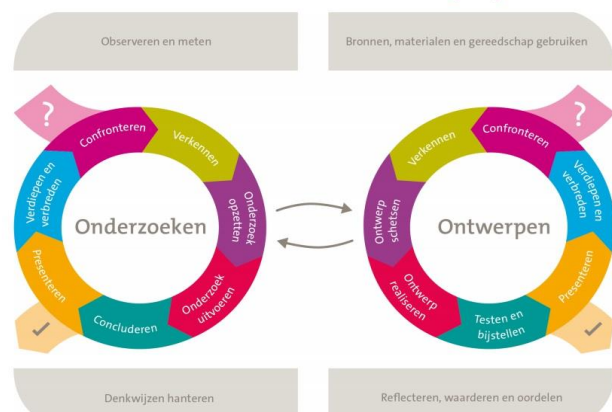 Observeren en meten
Bronnen, materialen en gereedschap gebruiken
?
Confronteren
Verkennen
Onderzoek
opzetten
Onderzoek
uitvoeren
Concluderen
Presenteren
Verdiepen en
verbreden
Onderzoeken
?
Confronteren
Verkennen
Ontwerp
schetsen
Ontwerp
realiseren
Testen en
bijstellen
Presenteren
Verdiepen en
verbreden
Ontwerpen
Denkwijzen hanteren
Reflecteren, waarderen en oordelen